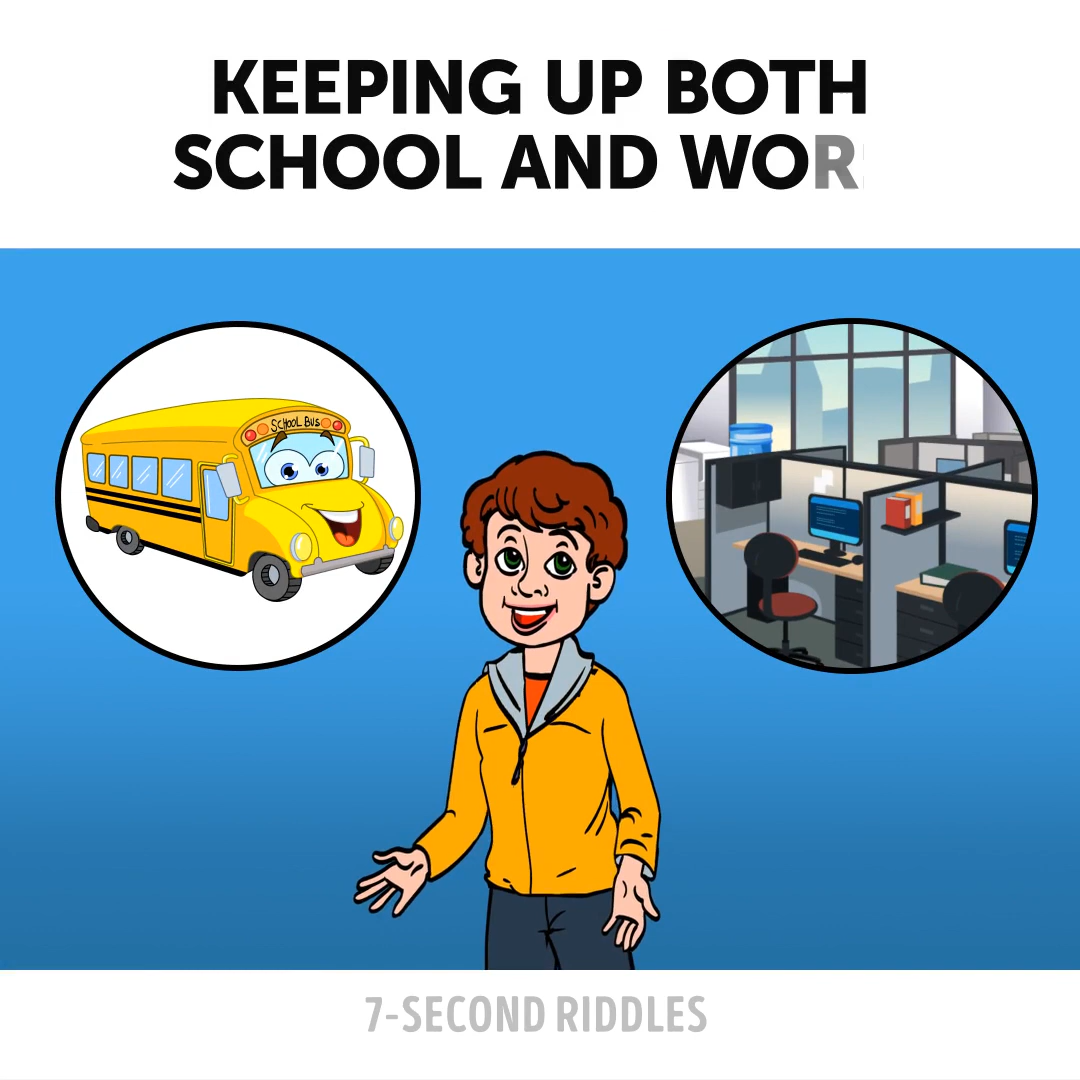 KEEPING UP BOTH
SCHOOL AND WOR
SCHOOL BUS
7-SECOND RIDDLES